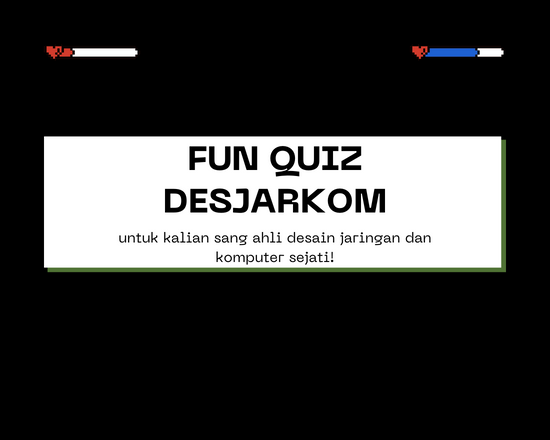 FUN QUIZ
DESJARKOM
untuk kalian sang ahli desain jaringan dan
komputer sejati!